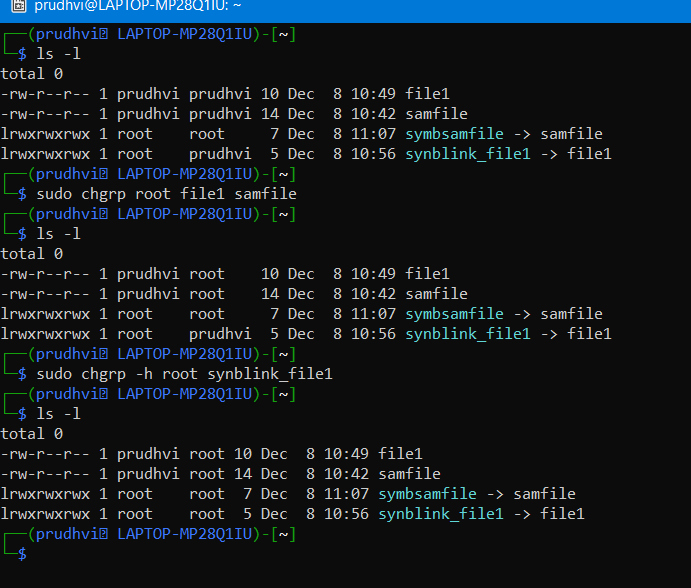 prudhvi@LAPTOP-MP28Q1IU: ~
┌──(prudhvi LAPTOP-MP28Q1IU)-[~]
└─$ ls -l
total 0
-rw-r--r-- 1 prudhvi prudhvi 10 Dec  8 10:49 file1
-rw-r--r-- 1 prudhvi prudhvi 14 Dec  8 10:42 samfile
lrwxrwxrwx 1 root    root     7 Dec  8 11:07 symbsamfile -> samfile
lrwxrwxrwx 1 root    prudhvi  5 Dec  8 10:56 synblink_file1 -> file1
┌──(prudhvi LAPTOP-MP28Q1IU)-[~]
└─$ sudo chgrp root file1 samfile
┌──(prudhvi LAPTOP-MP28Q1IU)-[~]
└─$ ls -l
total 0
-rw-r--r-- 1 prudhvi root    10 Dec  8 10:49 file1
-rw-r--r-- 1 prudhvi root    14 Dec  8 10:42 samfile
lrwxrwxrwx 1 root    root     7 Dec  8 11:07 symbsamfile -> samfile
lrwxrwxrwx 1 root    prudhvi  5 Dec  8 10:56 synblink_file1 -> file1
┌──(prudhvi LAPTOP-MP28Q1IU)-[~]
└─$ sudo chgrp -h root synblink_file1
┌──(prudhvi LAPTOP-MP28Q1IU)-[~]
└─$ ls -l
total 0
-rw-r--r-- 1 prudhvi root 10 Dec  8 10:49 file1
-rw-r--r-- 1 prudhvi root 14 Dec  8 10:42 samfile
lrwxrwxrwx 1 root    root  7 Dec  8 11:07 symbsamfile -> samfile
lrwxrwxrwx 1 root    root  5 Dec  8 10:56 synblink_file1 -> file1
┌──(prudhvi LAPTOP-MP28Q1IU)-[~]
└─$